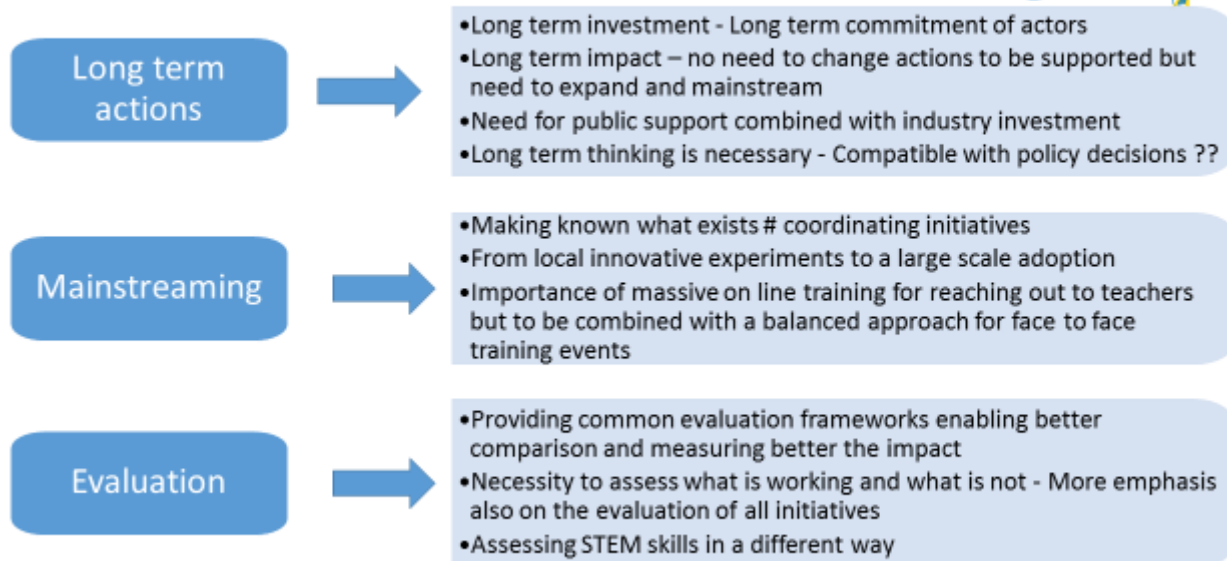 Long term
actions
•Long term investment - Long term commitment of actors
•Long term impact – no need to change actions to be supported but
need to expand and mainstream
•Need for public support combined with industry investment
•Long term thinking is necessary - Compatible with policy decisions ??
Mainstreaming
•Making known what exists # coordinating initiatives
•From local innovative experiments to a large scale adoption
•Importance of massive on line training for reaching out to teachers
but to be combined with a balanced approach for face to face
training events
Evaluation
•Providing common evaluation frameworks enabling better
comparison and measuring better the impact
•Necessity to assess what is working and what is not - More emphasis
also on the evaluation of all initiatives
•Assessing STEM skills in a different way